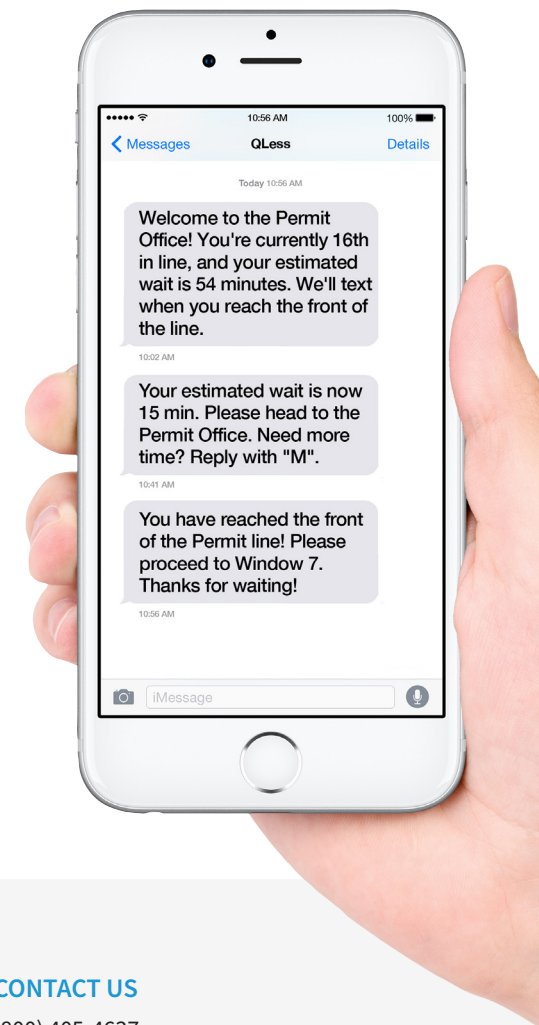 10:56 AM
100%
Messages
QLess
Details
Today 10:56 AM
Welcome to the Permit
Office! You're currently 16th
in line, and your estimated
wait is 54 minutes. We'll text
when you reach the front of
the line.
10:02 AM
Your estimated wait is now
15 min. Please head to the
Permit Office. Need more
time? Reply with "M".
10:41 AM
You have reached the front
of the Permit line! Please
proceed to Window 7.
Thanks for waiting!
10:56 AM
iMessage
CONTACT US